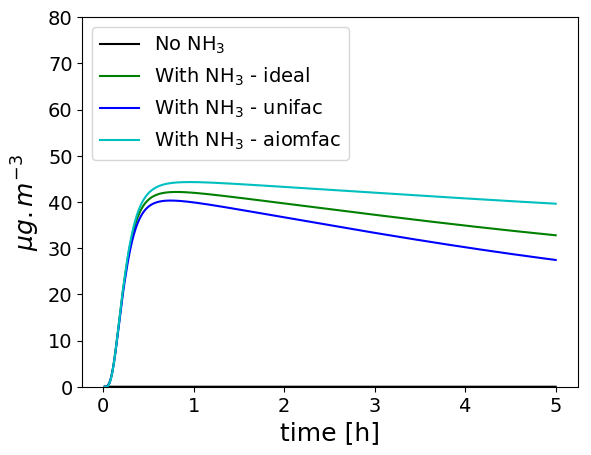 80
70
60
50
40
30
20
10
0
μg.m⁻³
No NH₃
With NH₃ - ideal
With NH₃ - unifac
With NH₃ - aiomfac
0 1 2 3 4 5
time [h]